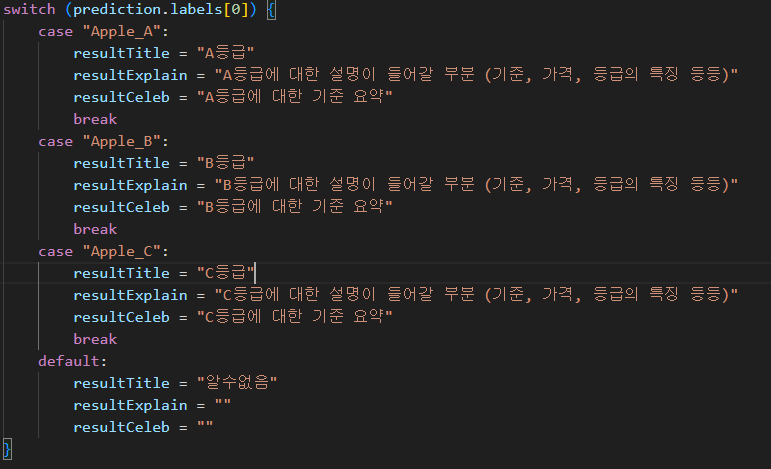 switch (prediction.labels[0]) {
case "Apple_A":
resultTitle = "A등급"
resultExplain = "A등급에 대한 설명이 들어갈 부분 (기준, 가격, 등급의 특징 등등)"
resultCeleb = "A등급에 대한 기준 요약"
break
case "Apple_B":
resultTitle = "B등급"
resultExplain = "B등급에 대한 설명이 들어갈 부분 (기준, 가격, 등급의 특징 등등)"
resultCeleb = "B등급에 대한 기준 요약"
break
case "Apple_C":
resultTitle = "C등급"
resultExplain = "C등급에 대한 설명이 들어갈 부분 (기준, 가격, 등급의 특징 등등)"
resultCeleb = "C등급에 대한 기준 요약"
break
default:
resultTitle = "알수없음"
resultExplain = ""
resultCeleb = ""
}